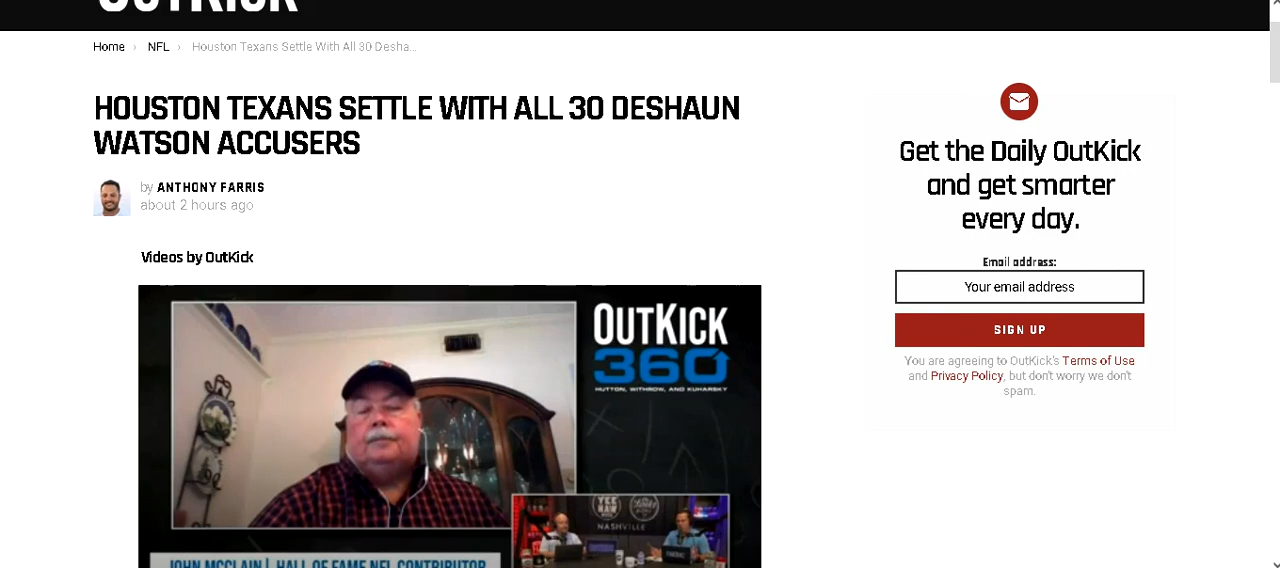 OUTKICK
Home › NFL › Houston Texans Settle With All 30 Desha...
HOUSTON TEXANS SETTLE WITH ALL 30 DESHAUN
WATSON ACCUSERS
by ANTHONY FARRIS
about 2 hours ago
Videos by OutKick
OUTKICK
360
HUTTON, WITHROW, AND KUHARSKY
YEE
HAW
NASHVILLE
JOHN MCCLAIN | HALL OF FAME NFL CONTRIBUTOR
Get the Daily OutKick
and get smarter
every day.
Email address:
Your email address
SIGN UP
You are agreeing to OutKick's Terms of Use
and Privacy Policy, but don't worry we don't
spam.